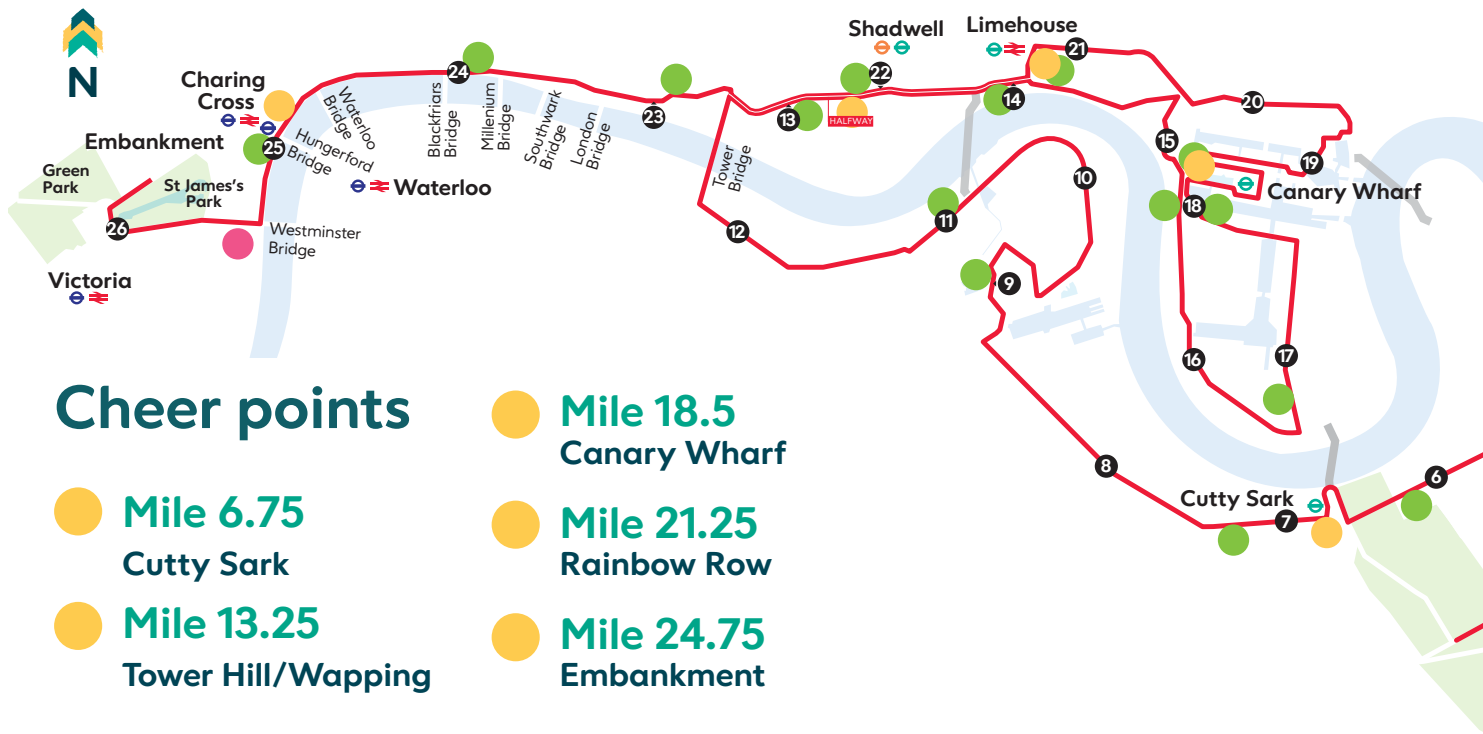 N
Charing
Cross
Embankment
Green
Park
St James's
Park
Victoria
Waterloo
Bridge
Hungerford
Bridge
Waterloo
Westminster
Bridge
Blackfriars
Bridge
Millenium
Bridge
Southwark
Bridge
London
Bridge
Tower
Bridge
Shadwell
Limehouse
HALFWAY
Canary Wharf
Cutty Sark
6
7
8
9
10
11
12
13
14
15
16
17
18
19
20
21
22
23
24
25
26
Cheer points
Mile 6.75
Cutty Sark
Mile 13.25
Tower Hill/Wapping
Mile 18.5
Canary Wharf
Mile 21.25
Rainbow Row
Mile 24.75
Embankment